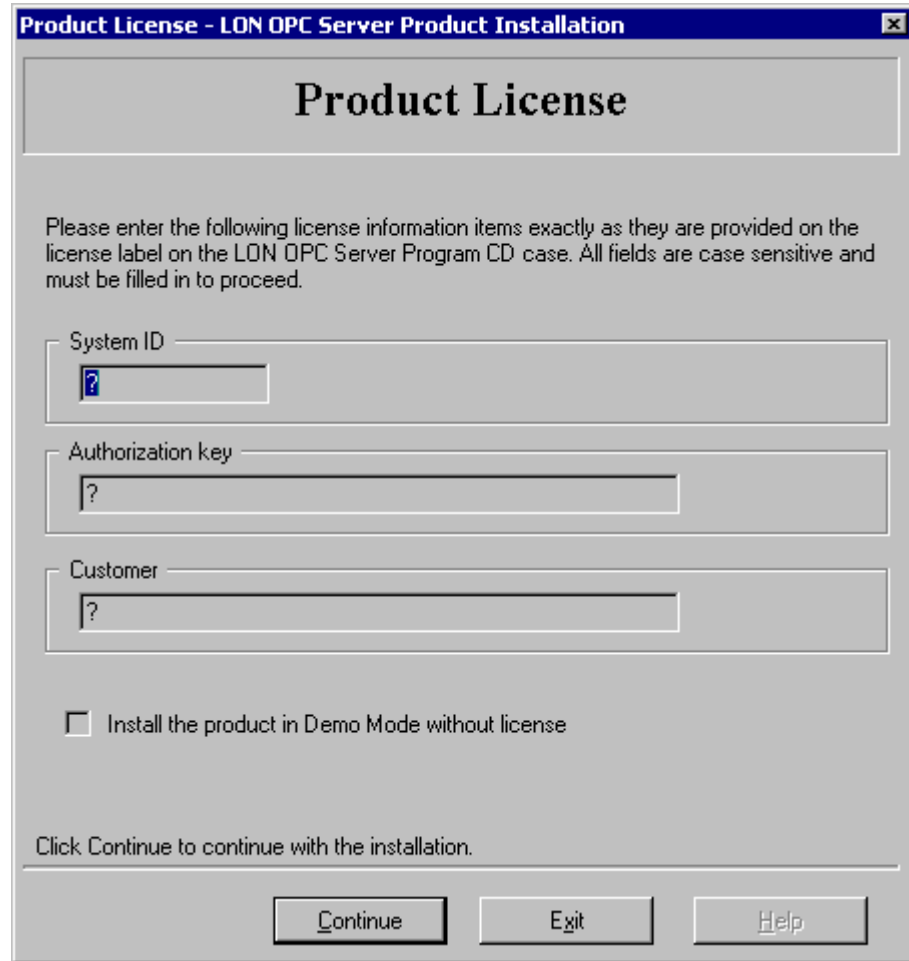 Product License - LON OPC Server Product Installation
Product License
Please enter the following license information items exactly as they are provided on the
license label on the LON OPC Server Program CD case. All fields are case sensitive and
must be filled in to proceed.
System ID
?
Authorization key
?
Customer
?
Install the product in Demo Mode without license
Click Continue to continue with the installation.
Continue Exit Help